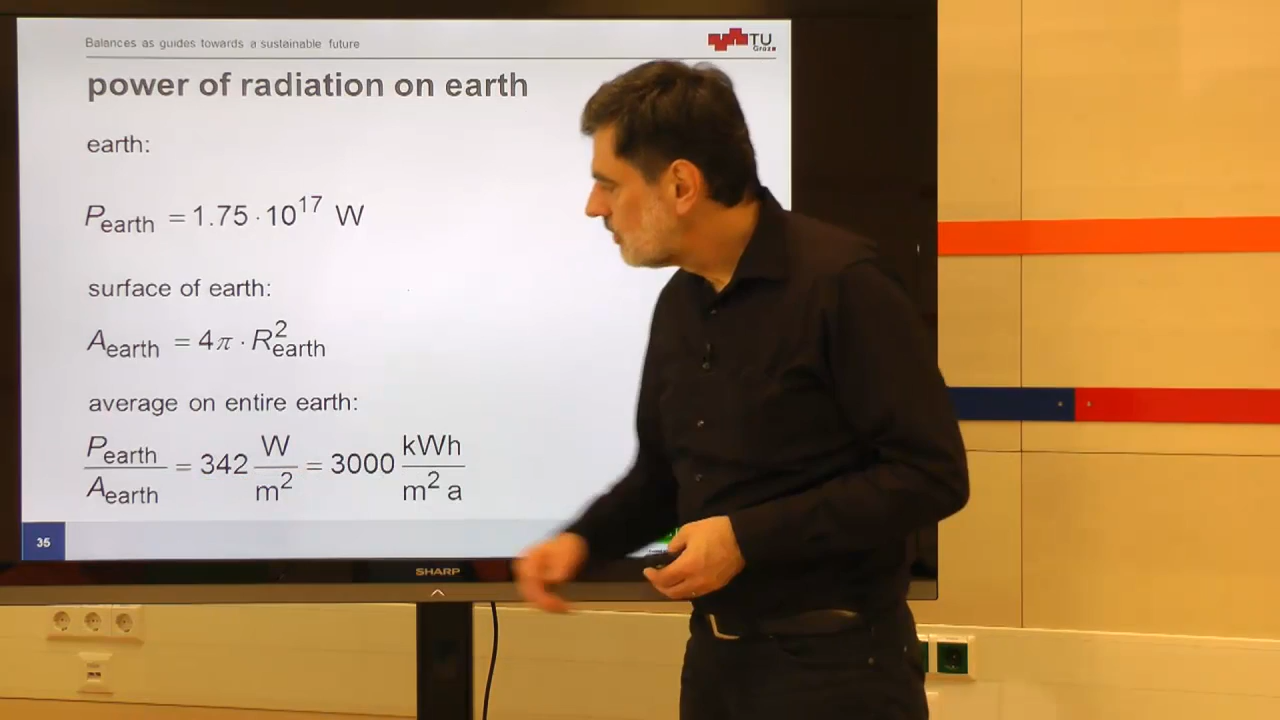 Balances as guides towards a sustainable future
TU
Graz
power of radiation on earth
earth:
P_earth = 1.75 · 10^17 W
surface of earth:
A_earth = 4π · R²_earth
average on entire earth:
P_earth / A_earth = 342 W / m² = 3000 kWh / m² a
35
SHARP